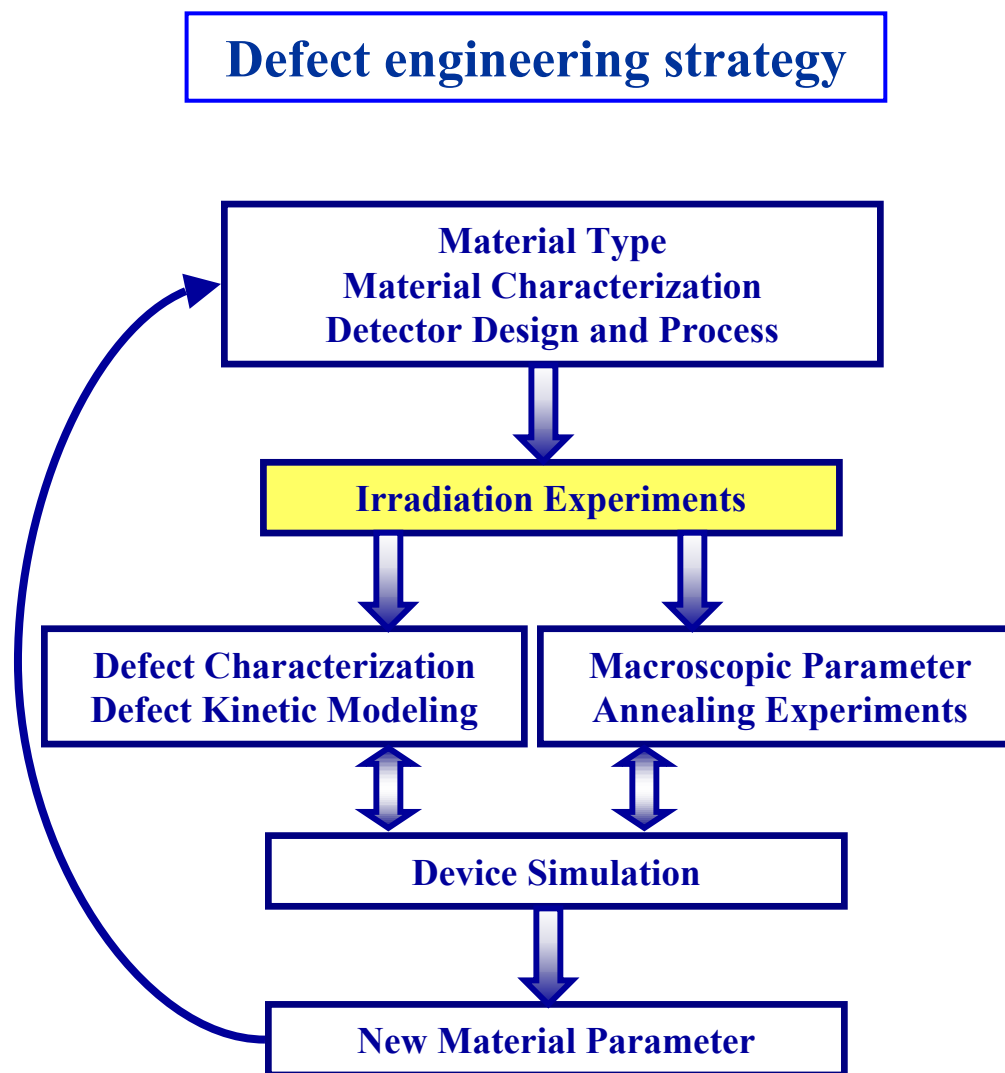 Defect engineering strategy
Material Type
Material Characterization
Detector Design and Process
Irradiation Experiments
Defect Characterization
Defect Kinetic Modeling
Macroscopic Parameter
Annealing Experiments
Device Simulation
New Material Parameter